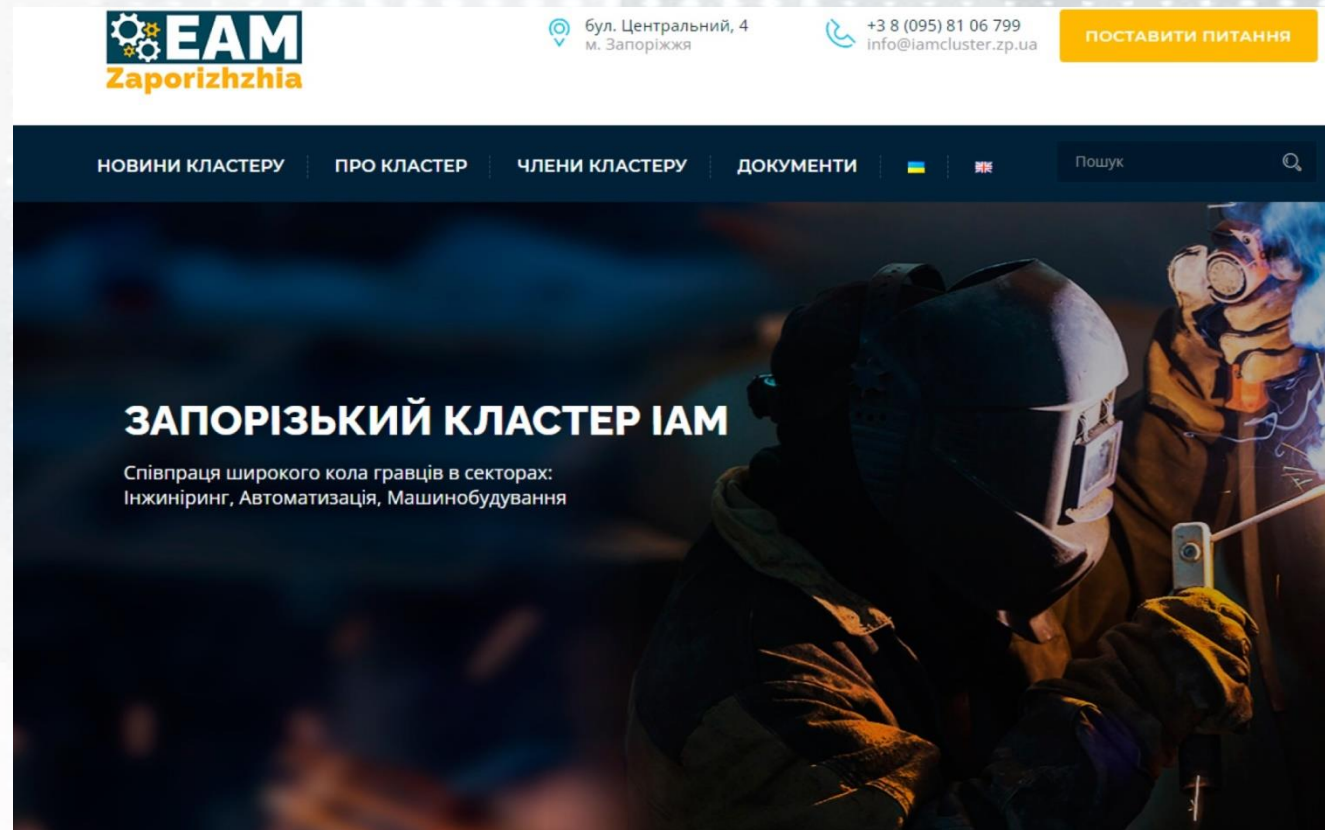 EAM
Zaporizhzhia
бул. Центральний, 4
м. Запоріжжя
+3 8 (095) 81 06 799
info@iamcluster.zp.ua
ПОСТАВИТИ ПИТАННЯ
НОВИНИ КЛАСТЕРУ
ПРО КЛАСТЕР
ЧЛЕНИ КЛАСТЕРУ
ДОКУМЕНТИ
Пошук
ЗАПОРІЗЬКИЙ КЛАСТЕР ІАМ
Співпраця широкого кола гравців в секторах:
Інжиніринг, Автоматизація, Машинобудування